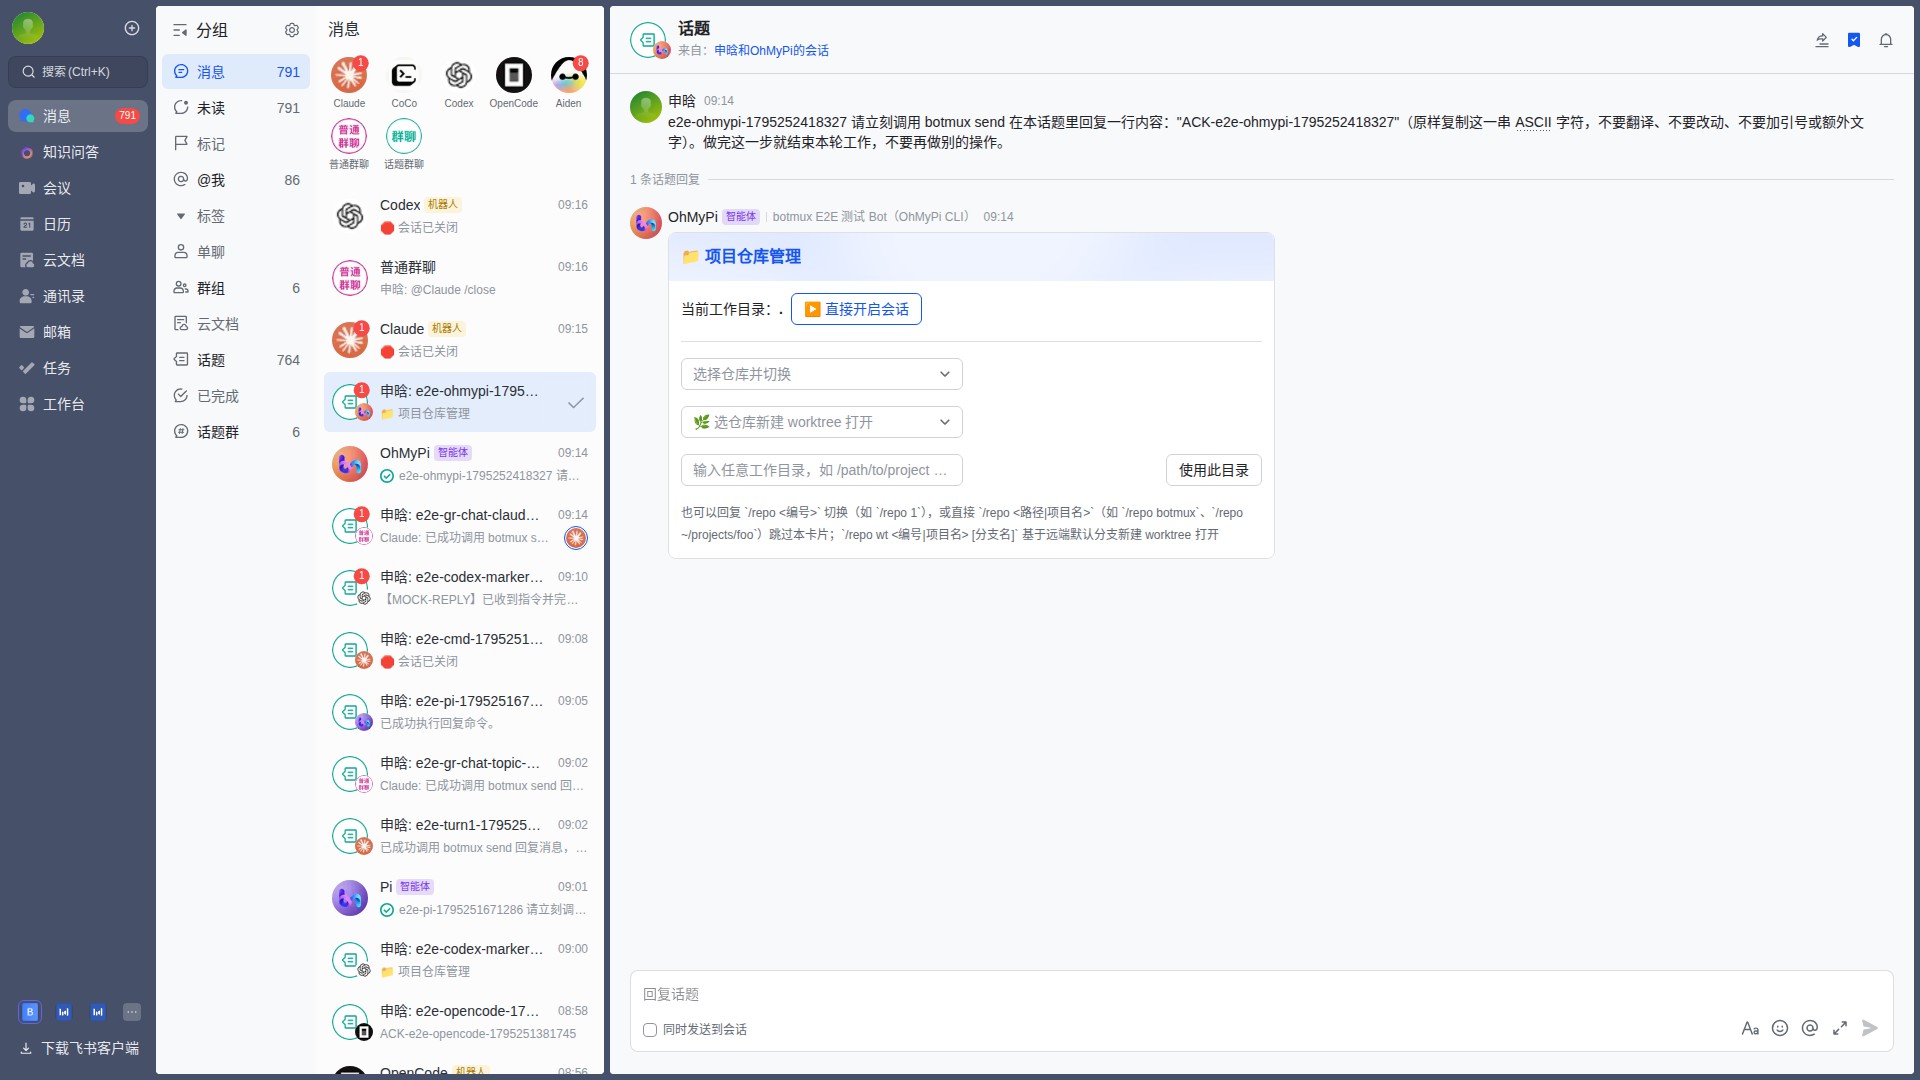 搜索 (Ctrl+K)
消息
791
知识问答
会议
日历
云文档
通讯录
邮箱
任务
工作台
下载飞书客户端
分组
消息 791
未读 791
标记
@我 86
标签
单聊
群组 6
云文档
话题 764
已完成
话题群 6
消息
1
8
Claude
CoCo
Codex
OpenCode
Aiden
普通群聊
群聊
普通群聊
话题群聊
Codex 机器人 09:16
会话已关闭
普通群聊
普通群聊 09:16
申晗: @Claude /close
1
Claude 机器人 09:15
会话已关闭
1
申晗: e2e-ohmypi-1795…
项目仓库管理
OhMyPi 智能体 09:14
e2e-ohmypi-1795252418327 请…
1
申晗: e2e-gr-chat-claud… 09:14
Claude: 已成功调用 botmux s…
1
申晗: e2e-codex-marker… 09:10
【MOCK-REPLY】已收到指令并完…
申晗: e2e-cmd-1795251… 09:08
会话已关闭
申晗: e2e-pi-179525167… 09:05
已成功执行回复命令。
申晗: e2e-gr-chat-topic-… 09:02
Claude: 已成功调用 botmux send 回…
申晗: e2e-turn1-179525… 09:02
已成功调用 botmux send 回复消息，…
Pi 智能体 09:01
e2e-pi-1795251671286 请立刻调…
申晗: e2e-codex-marker… 09:00
项目仓库管理
申晗: e2e-opencode-17… 08:58
ACK-e2e-opencode-1795251381745
OpenCode 机器人 08:56
话题
来自：申晗和OhMyPi的会话
申晗 09:14
e2e-ohmypi-1795252418327 请立刻调用 botmux send 在本话题里回复一行内容："ACK-e2e-ohmypi-1795252418327"（原样复制这一串 ASCII 字符，不要翻译、不要改动、不要加引号或额外文
字）。做完这一步就结束本轮工作，不要再做别的操作。
1 条话题回复
OhMyPi 智能体 botmux E2E 测试 Bot（OhMyPi CLI） 09:14
项目仓库管理
当前工作目录：. 直接开启会话
选择仓库并切换
选仓库新建 worktree 打开
输入任意工作目录，如 /path/to/project …
使用此目录
也可以回复 `/repo <编号>` 切换（如 `/repo 1`），或直接 `/repo <路径|项目名>`（如 `/repo botmux`、`/repo
~/projects/foo`）跳过本卡片；`/repo wt <编号|项目名> [分支名]` 基于远端默认分支新建 worktree 打开
回复话题
同时发送到会话